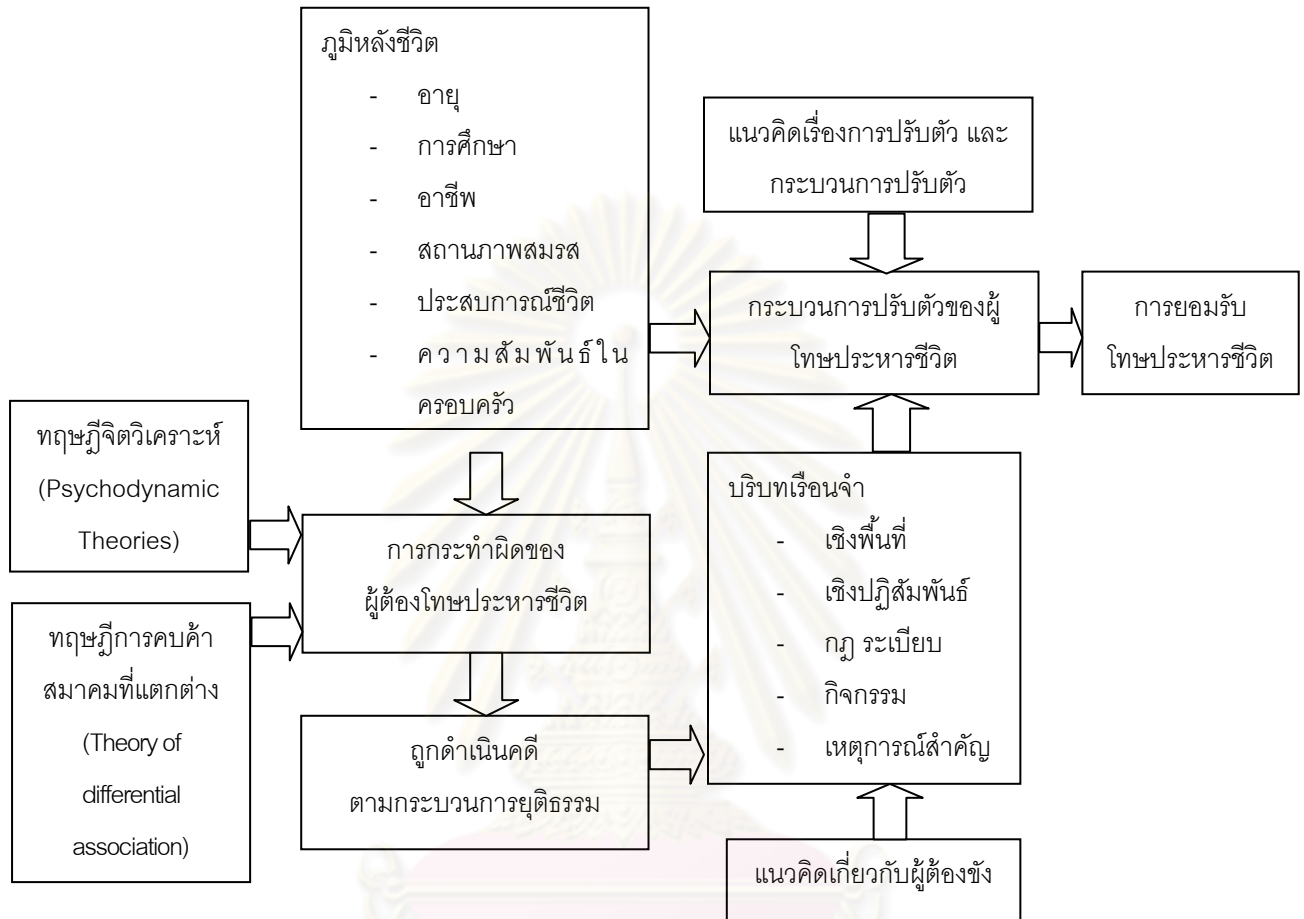 ภูมิหลังชีวิต
- อายุ
- การศึกษา
- อาชีพ
- สถานภาพสมรส
- ประสบการณ์ชีวิต
- ความสัมพันธ์ใน
ครอบครัว
แนวคิดเรื่องการปรับตัว และ
กระบวนการปรับตัว
กระบวนการปรับตัวของผู้
โทษประหารชีวิต
การยอมรับ
โทษประหารชีวิต
ทฤษฎีจิตวิเคราะห์
(Psychodynamic
Theories)
ทฤษฎีการคบค้า
สมาคมที่แตกต่าง
(Theory of
differential
association)
การกระทำผิดของ
ผู้ต้องโทษประหารชีวิต
ถูกดำเนินคดี
ตามกระบวนการยุติธรรม
บริบทเรือนจำ
- เชิงพื้นที่
- เชิงปฏิสัมพันธ์
- กฎ ระเบียบ
- กิจกรรม
- เหตุการณ์สำคัญ
แนวคิดเกี่ยวกับผู้ต้องขัง